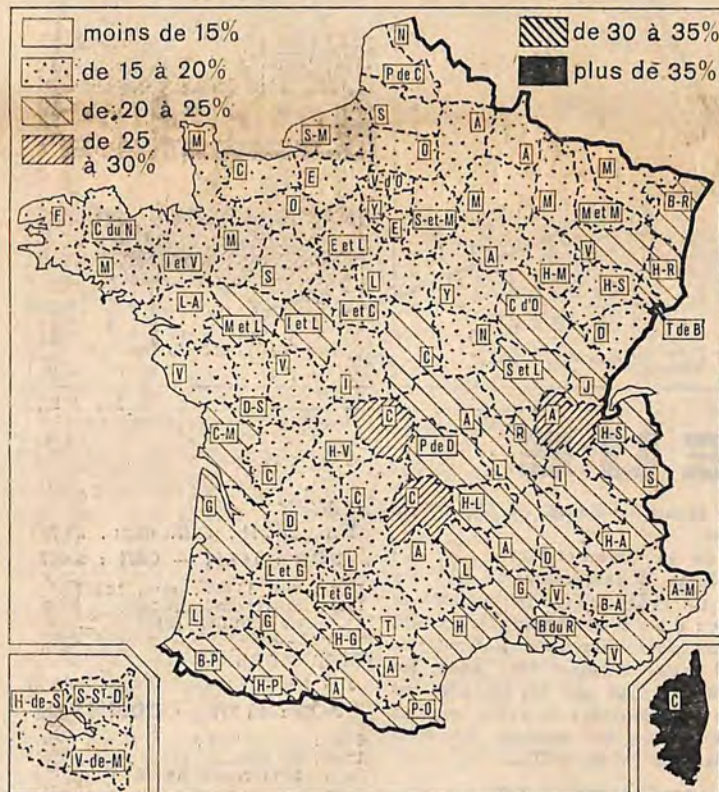 moins de 15%
de 15 à 20%
de 20 à 25%
de 25
à 30%
de 30 à 35%
plus de 35%
N
P de C
S
S-M
O
A
A
M
C
E
V-d'O
M
M
M
M et M
B-R
O
Y
E
S-et-M
F
C du N
M
I et V
M
E et L
V
H-R
S
L
A
H-M
H-S
L-A
M et L
I et L
L et C
Y
C d'O
D
T de B
V
V
C
N
S et L
J
D-S
I
C
A
A
H-S
C-M
H-V
P de D
R
C
C
C
L
I
S
G
D
H-L
H-A
L et G
L
A
L
A
D
T et G
G
V
B-A
A-M
L
G
H-G
T
H
B du R
V
B-P
H-P
A
A
P-O
H-de-S
S-St-D
V-de-M
C